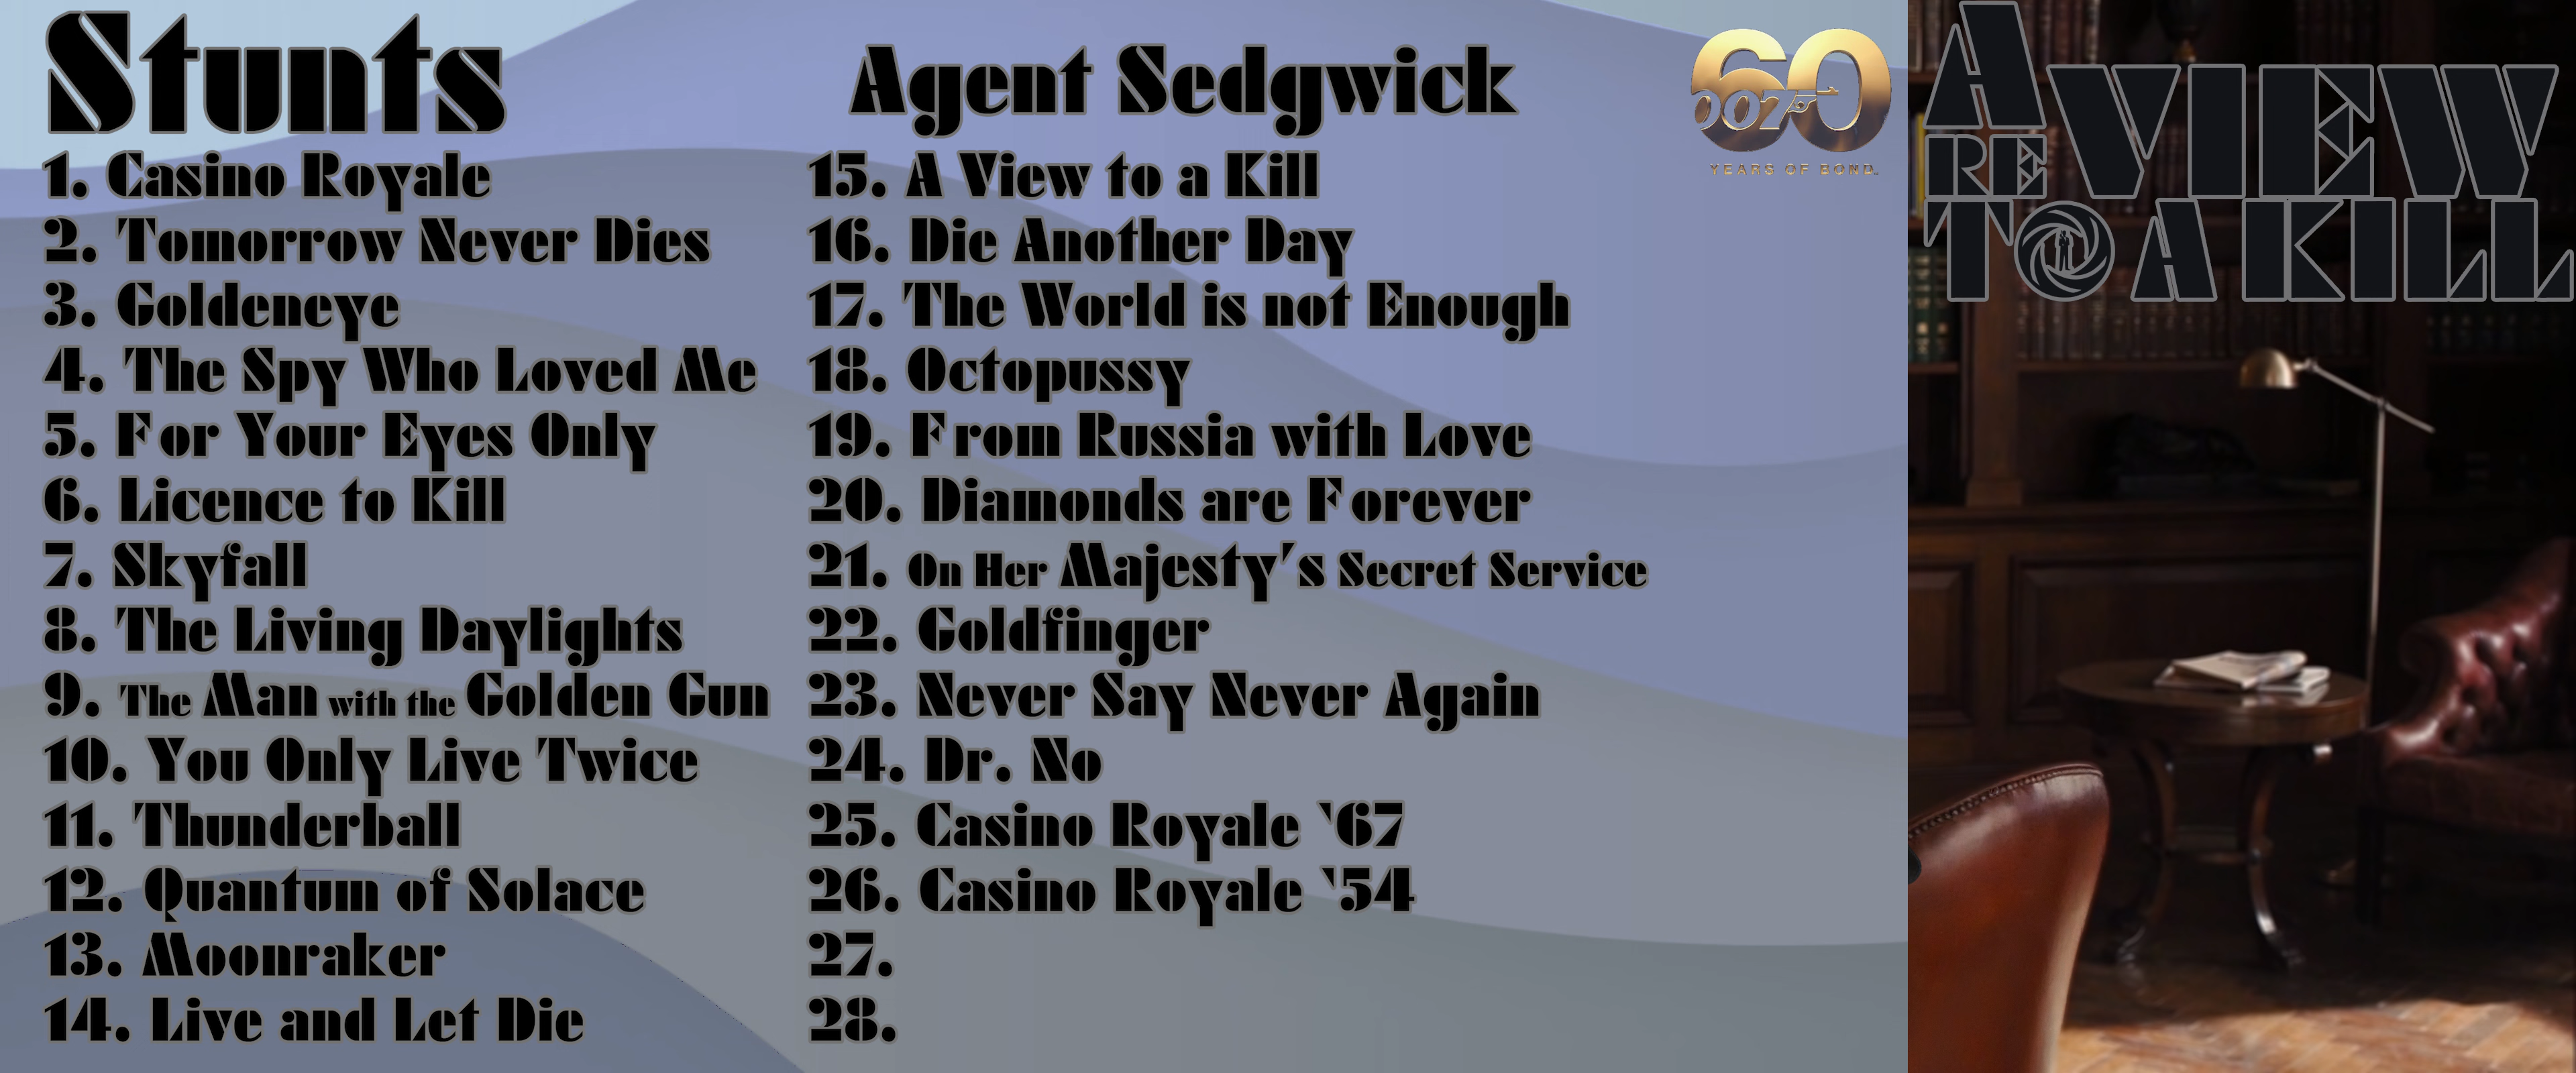 Stunts
Agent Sedgwick
1. Casino Royale
2. Tomorrow Never Dies
3. Goldeneye
4. The Spy Who Loved Me
5. For Your Eyes Only
6. Licence to Kill
7. Skyfall
8. The Living Daylights
9. The Man with the Golden Gun
10. You Only Live Twice
11. Thunderball
12. Quantum of Solace
13. Moonraker
14. Live and Let Die
15. A View to a Kill
16. Die Another Day
17. The World is not Enough
18. Octopussy
19. From Russia with Love
20. Diamonds are Forever
21. On Her Majesty's Secret Service
22. Goldfinger
23. Never Say Never Again
24. Dr. No
25. Casino Royale `67
26. Casino Royale `54
27.
28.
60
007
YEARS OF BOND.
A
RE VIEW
TO A KILL